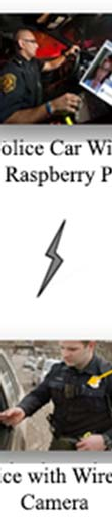 olice Car Wi
Raspberry P
ice with Wire
Camera